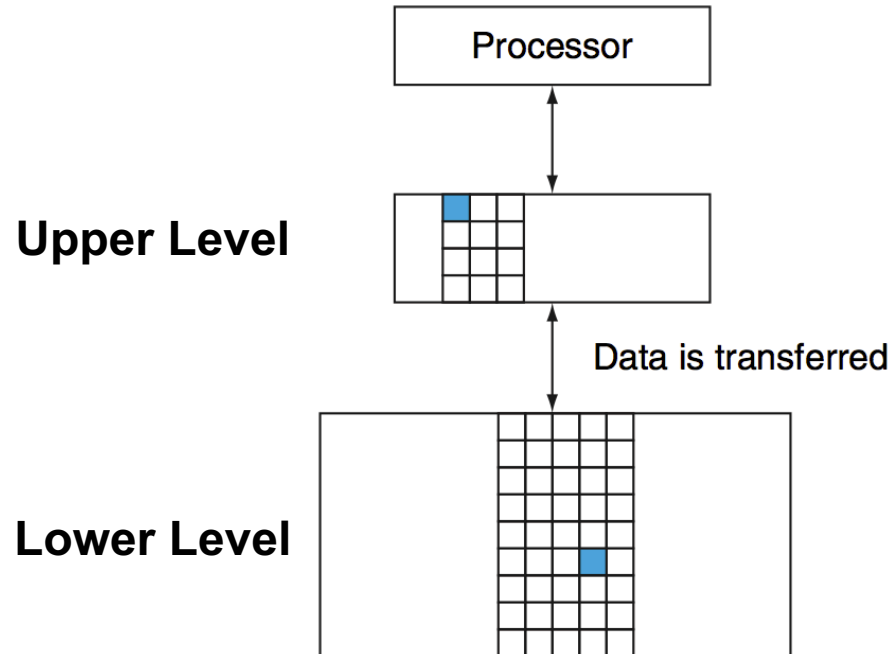 Processor
Upper Level
Data is transferred
Lower Level